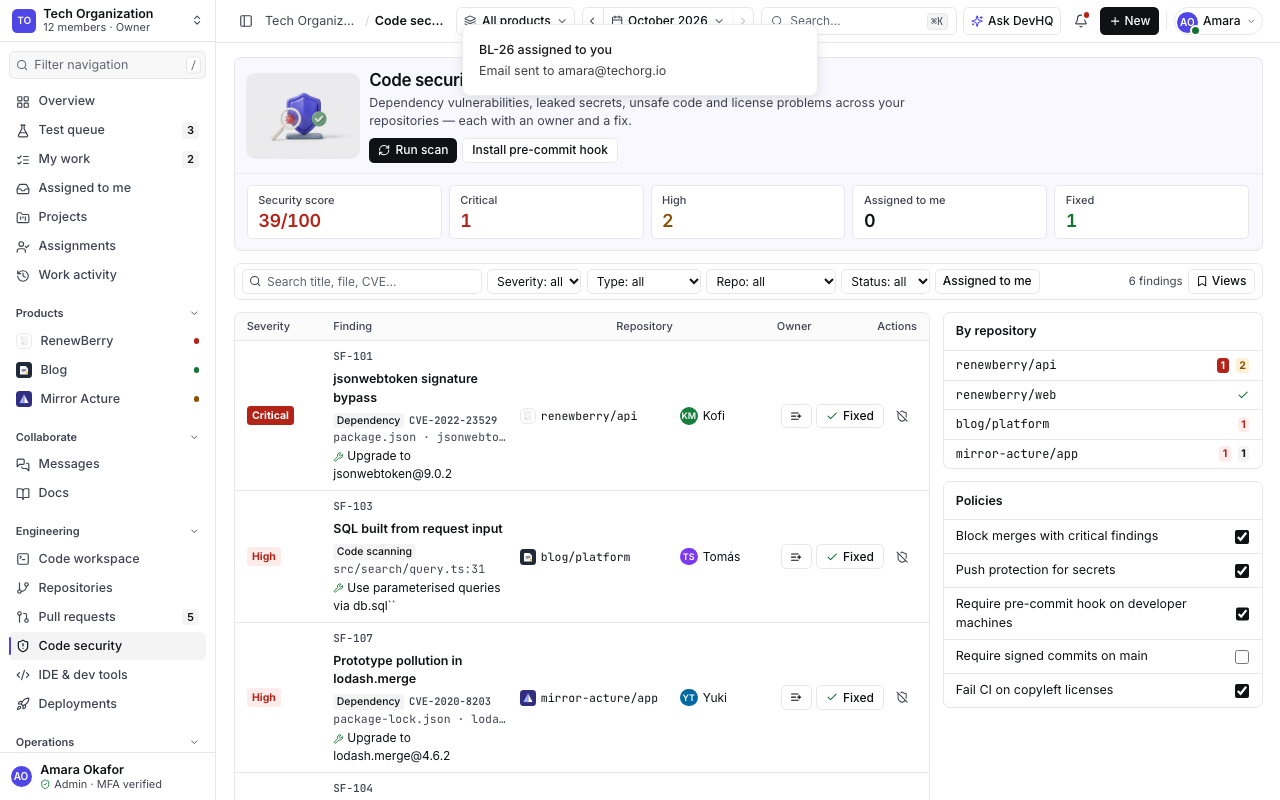 TO
Tech Organization
12 members · Owner
Filter navigation
/
Overview
Test queue
3
My work
2
Assigned to me
Projects
Assignments
Work activity
Products
RenewBerry
Blog
Mirror Acture
Collaborate
Messages
Docs
Engineering
Code workspace
Repositories
Pull requests
5
Code security
IDE & dev tools
Deployments
Operations
AO
Amara Okafor
Admin · MFA verified
Tech Organiz...
/
Code sec...
All products
October 2026
Search...
⌘K
Ask DevHQ
New
AO
Amara
BL-26 assigned to you
Email sent to amara@techorg.io
Code securi
Dependency vulnerabilities, leaked secrets, unsafe code and license problems across your
repositories — each with an owner and a fix.
Run scan
Install pre-commit hook
Security score
39/100
Critical
1
High
2
Assigned to me
0
Fixed
1
Search title, file, CVE...
Severity: all
Type: all
Repo: all
Status: all
Assigned to me
6 findings
Views
Severity
Finding
Repository
Owner
Actions
SF-101
jsonwebtoken signature
bypass
Critical
Dependency CVE-2022-23529
package.json · jsonwebto…
Upgrade to
jsonwebtoken@9.0.2
renewberry/api
KM
Kofi
Fixed
SF-103
SQL built from request input
High
Code scanning
src/search/query.ts:31
Use parameterised queries
via db.sql``
blog/platform
TS
Tomás
Fixed
SF-107
Prototype pollution in
lodash.merge
High
Dependency CVE-2020-8203
package-lock.json · loda…
Upgrade to
lodash.merge@4.6.2
mirror-acture/app
YT
Yuki
Fixed
SF-104
By repository
renewberry/api
1
2
renewberry/web
blog/platform
1
mirror-acture/app
1
1
Policies
Block merges with critical findings
Push protection for secrets
Require pre-commit hook on developer
machines
Require signed commits on main
Fail CI on copyleft licenses